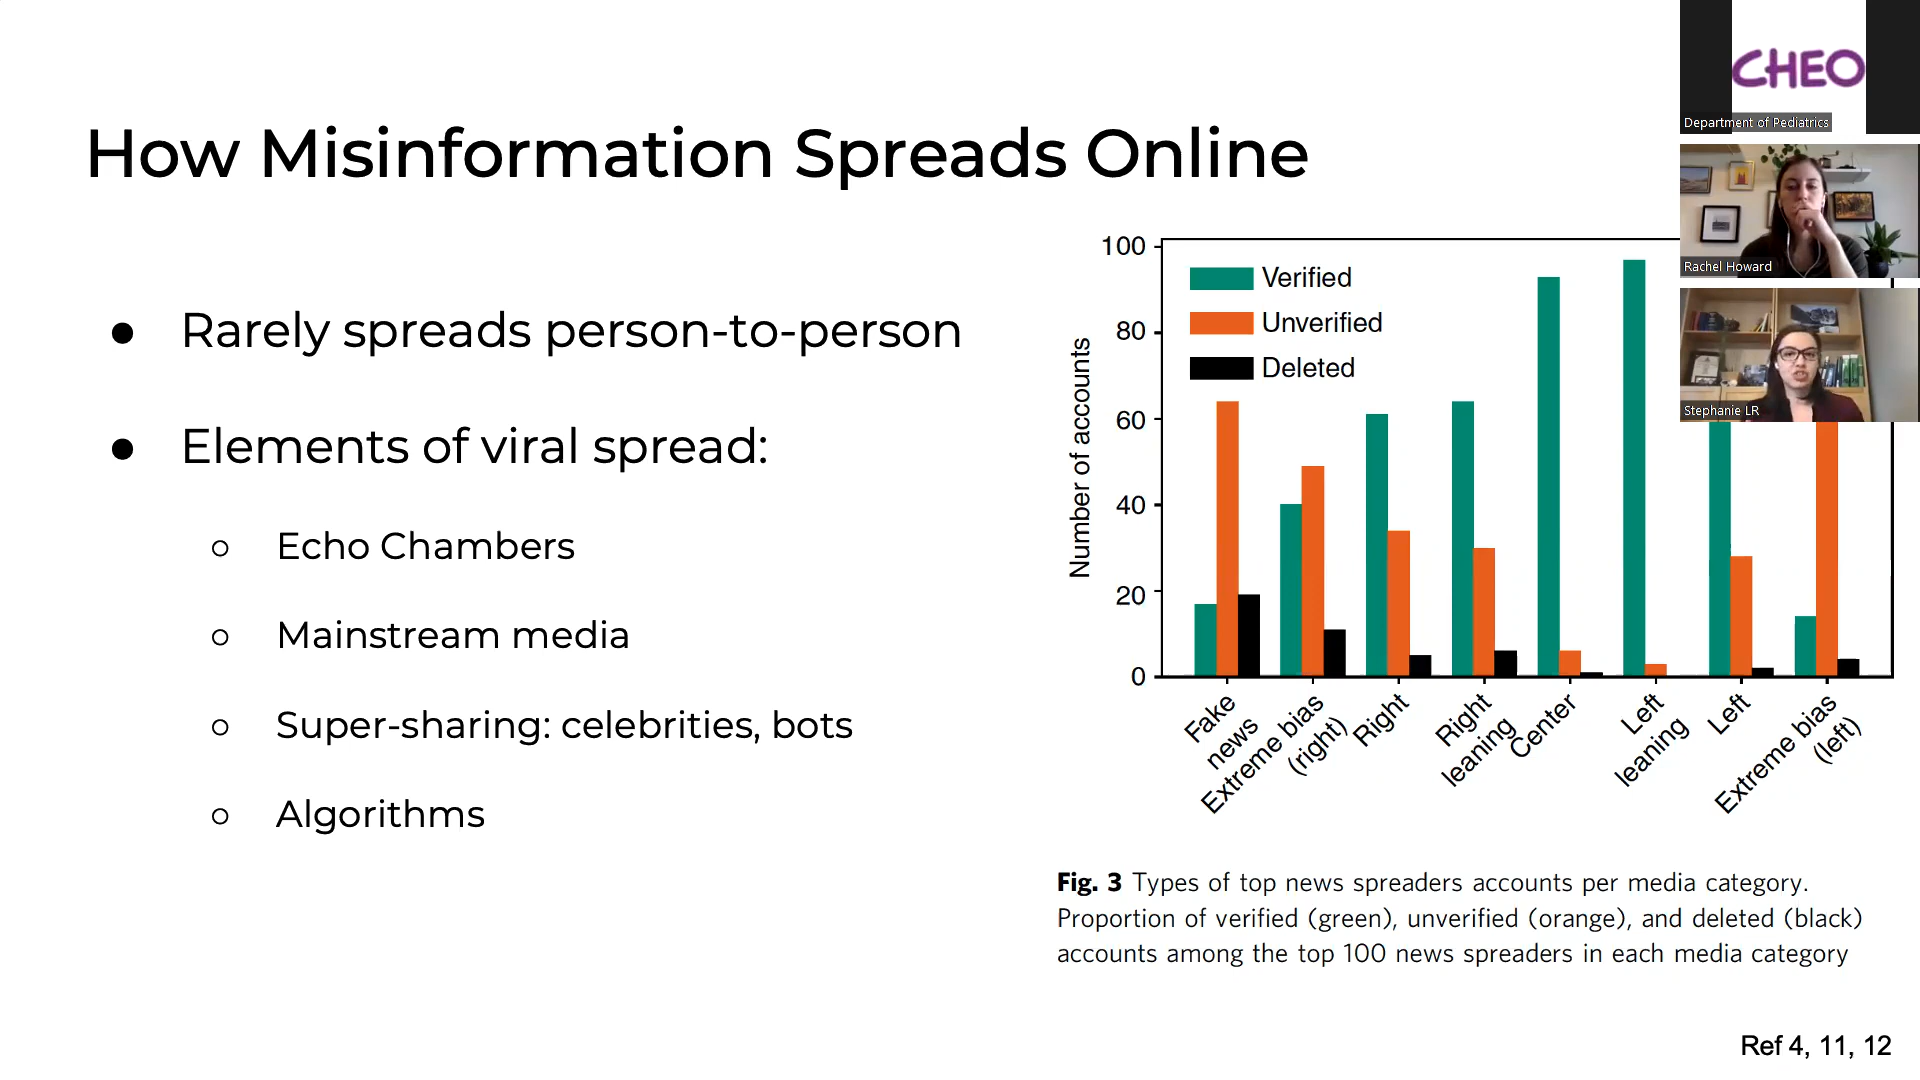 How Misinformation Spreads Online
● Rarely spreads person-to-person
● Elements of viral spread:
○ Echo Chambers
○ Mainstream media
○ Super-sharing: celebrities, bots
○ Algorithms
Number of accounts
100
80
60
40
20
0
Verified
Unverified
Deleted
Fake
news
Extreme bias
(right)
Right
Right
leaning
Center
Left
leaning
Left
Extreme bias
(left)
Fig. 3 Types of top news spreaders accounts per media category.
Proportion of verified (green), unverified (orange), and deleted (black)
accounts among the top 100 news spreaders in each media category
Ref 4, 11, 12
CHEO
Department of Pediatrics
Rachel Howard
Stephanie LR